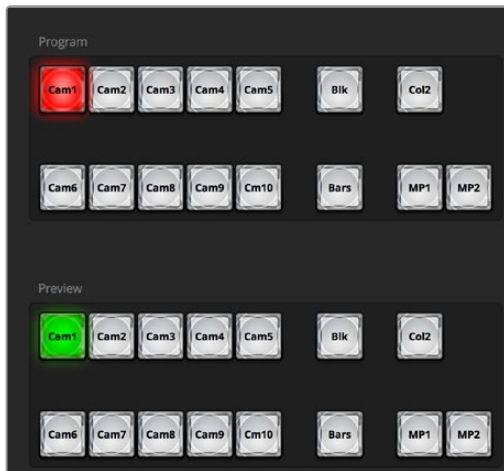 Program
Cam1 Cam2 Cam3 Cam4 Cam5 Blk Col2
Cam6 Cam7 Cam8 Cam9 Cm10 Bars MP1 MP2
Preview
Cam1 Cam2 Cam3 Cam4 Cam5 Blk Col2
Cam6 Cam7 Cam8 Cam9 Cm10 Bars MP1 MP2